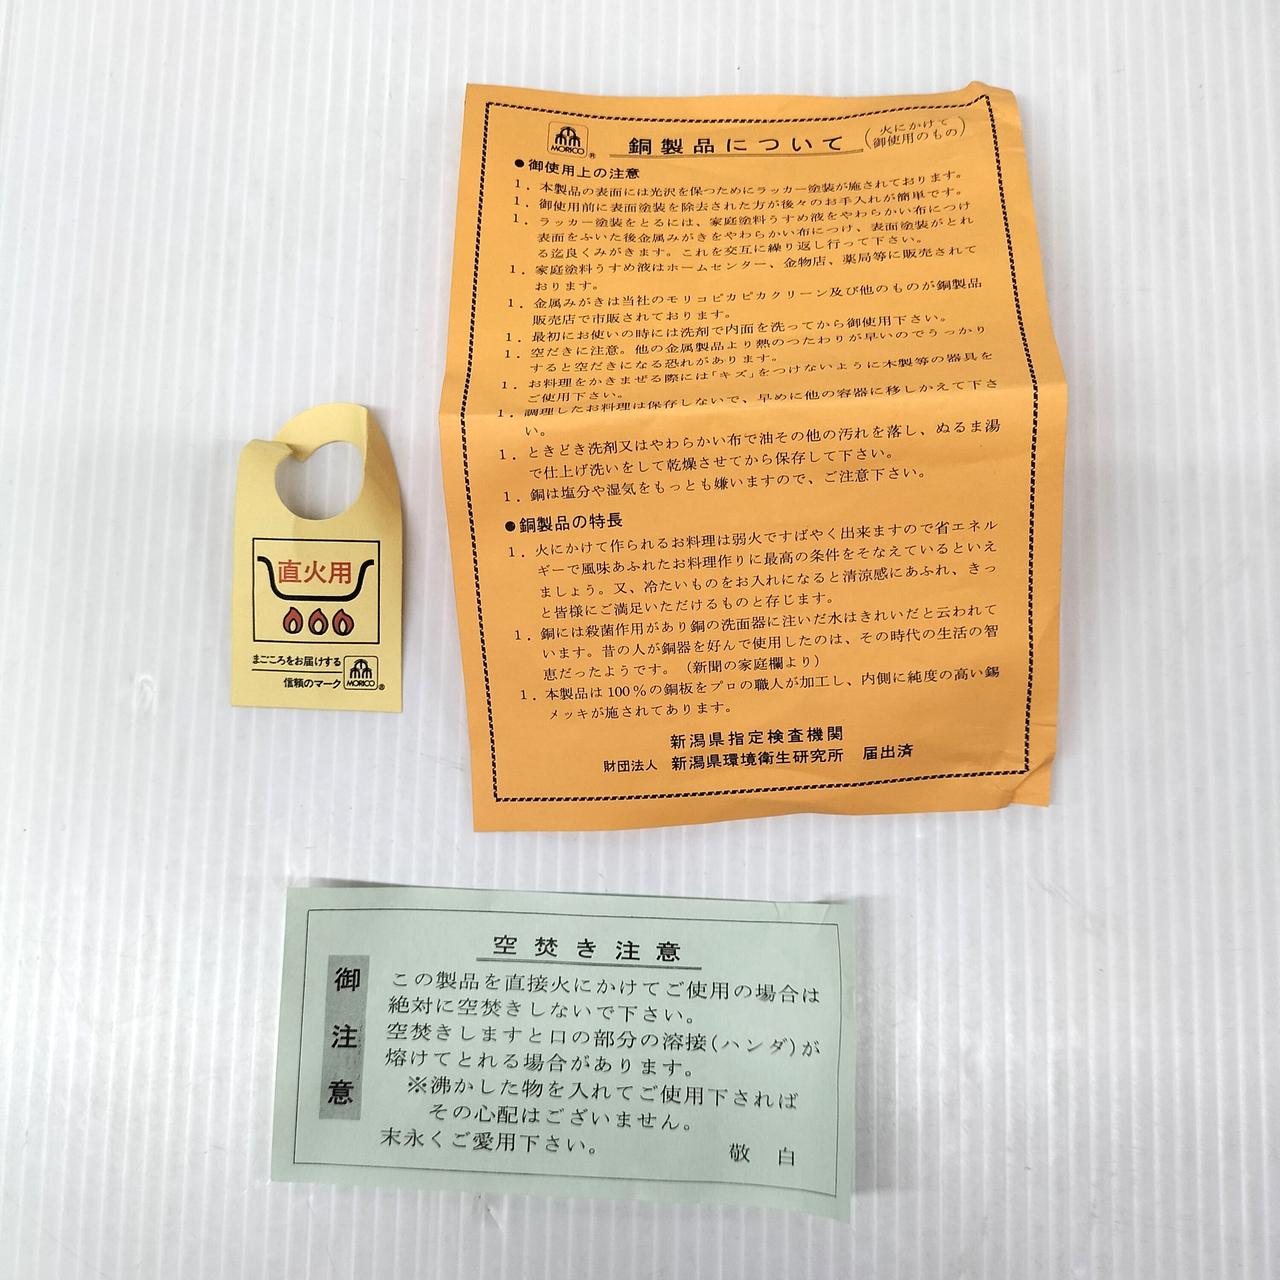 MORICO ®
銅製品について (火にかけて
御使用のもの)
●御使用上の注意
1. 本製品の表面には光沢を保つためにラッカー塗装が施されております。
1. 御使用前に表面塗装を除去された方が後々のお手入れが簡単です。
1. ラッカー塗装をとるには、家庭塗料うすめ液をやわらかい布につけ
表面をふいた後金属みがきをやわらかい布につけ、表面塗装がとれ
る迄良くみがきます。これを交互に繰り返し行って下さい。
1. 家庭塗料うすめ液はホームセンター、金物店、薬局等に販売されて
おります。
1. 金属みがきは当社のモリコピカピカクリーン及び他のものが銅製品
販売店で市販されております。
1. 最初にお使いの時には洗剤で内面を洗ってから御使用下さい。
1. 空だきに注意。他の金属製品より熱のつたわりが早いのでうっかり
すると空だきになる恐れがあります。
1. お料理をかきまぜる際には「キズ」をつけないように木製等の器具を
ご使用下さい。
1. 調理したお料理は保存しないで、早めに他の容器に移しかえて下さ
い。
1. ときどき洗剤又はやわらかい布で油その他の汚れを落し、ぬるま湯
で仕上げ洗いをして乾燥させてから保存して下さい。
1. 銅は塩分や湿気をもっとも嫌いますので、ご注意下さい。
●銅製品の特長
1. 火にかけて作られるお料理は弱火ですばやく出来ますので省エネル
ギーで風味あふれたお料理作りに最高の条件をそなえているといえ
ましょう。又、冷たいものをお入れになると清涼感にあふれ、きっ
と皆様にご満足いただけるものと存じます。
1. 銅には殺菌作用があり銅の洗面器に注いだ水はきれいだと云われて
います。昔の人が銅器を好んで使用したのは、その時代の生活の智
恵だったようです。(新聞の家庭欄より)
1. 本製品は100%の銅板をプロの職人が加工し、内側に純度の高い錫
メッキが施されてあります。
新潟県指定検査機関
財団法人 新潟県環境衛生研究所 届出済
直火用
まごころをお届けする
信頼のマーク MORICO ®
空焚き注意
御注意
この製品を直接火にかけてご使用の場合は
絶対に空焚きしないで下さい。
空焚きしますと口の部分の溶接(ハンダ)が
熔けてとれる場合があります。
※沸かした物を入れてご使用下されば
その心配はございません。
末永くご愛用下さい。
敬白